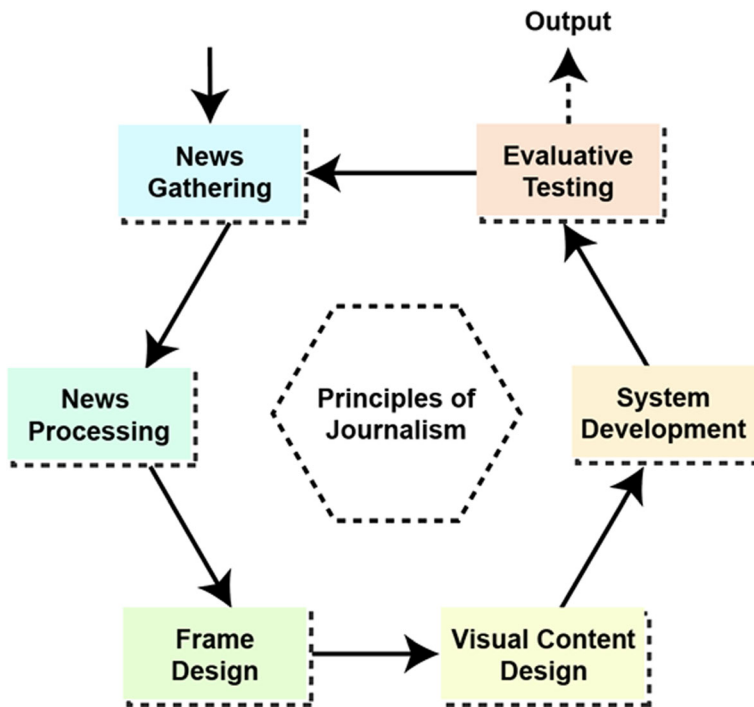 Output
News
Gathering
Evaluative
Testing
News
Processing
Principles of
Journalism
System
Development
Frame
Design
Visual Content
Design